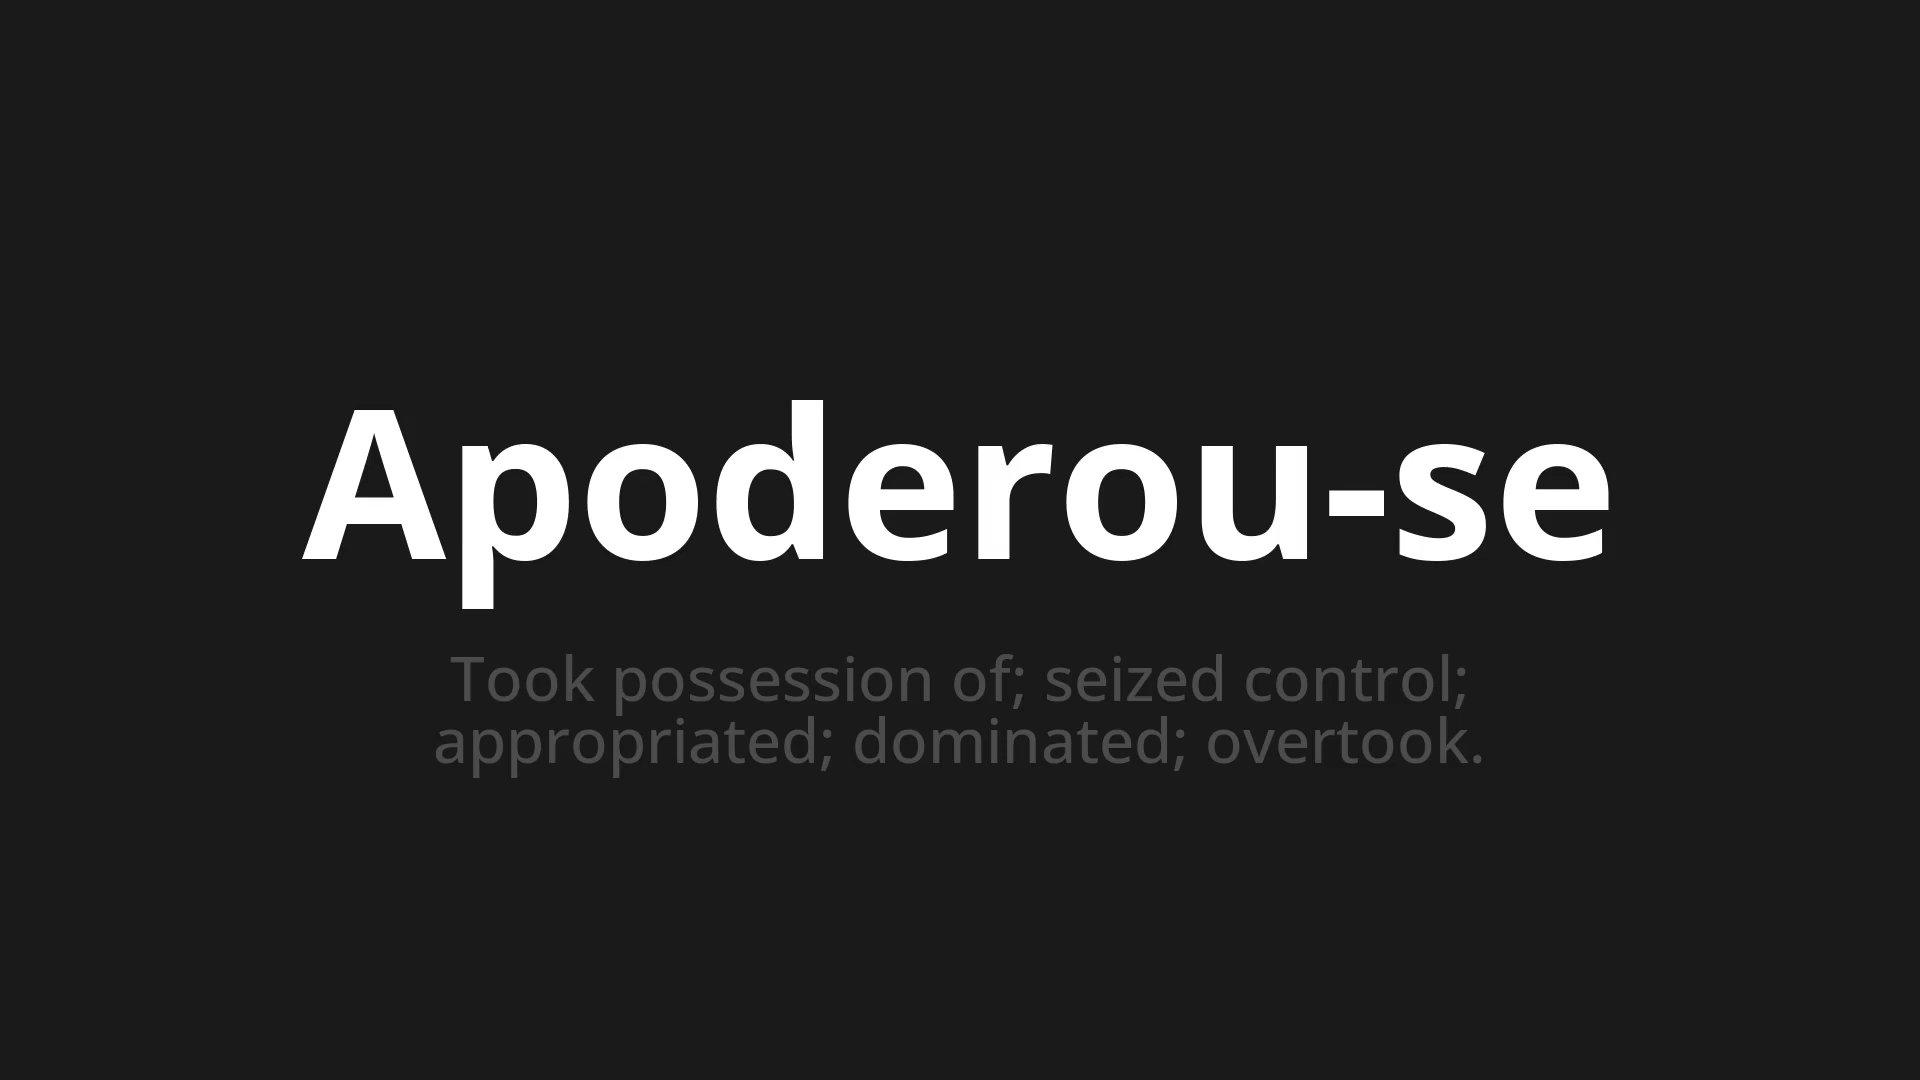 Apoderou-se
Took possession of; seized control;
appropriated; dominated; overtook.